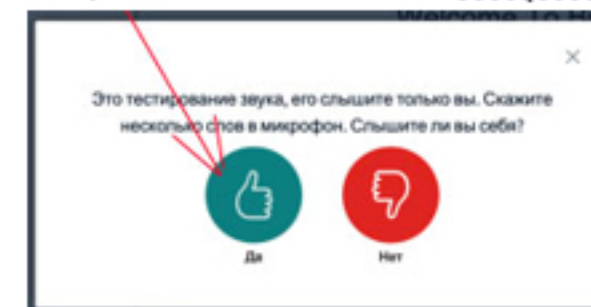 Это тестирование звука, его слышите только вы. Скажите
несколько слов в микрофон. Слышите ли вы себя?
Да
Нет